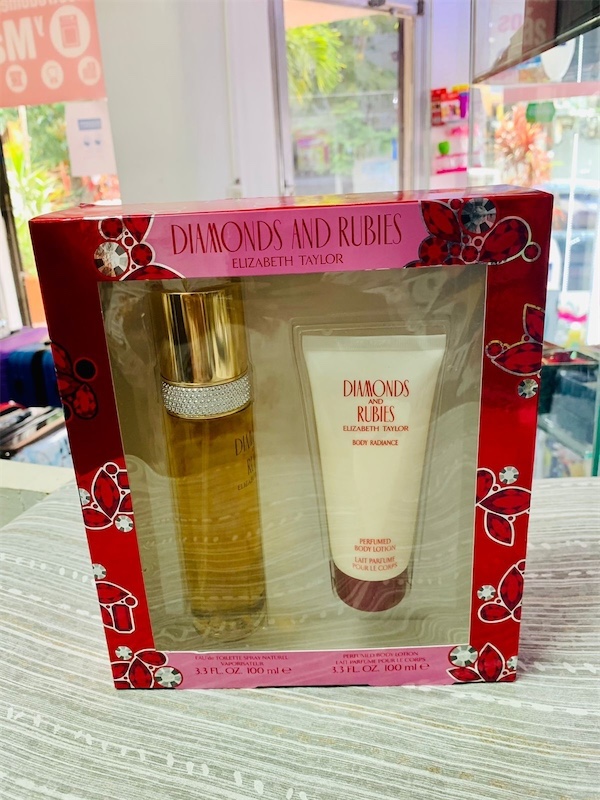 DIAMONDS AND RUBIES
ELIZABETH TAYLOR
DIAMONDS
AND
RUBIES
ELIZABETH TAYLOR
BODY RADIANCE
PERFUMED
BODY LOTION
LAIT PARFUMÉ
POUR LE CORPS
EAU DE TOILETTE SPRAY NATUREL
VAPORISATEUR
3.3 FL. OZ. 100 ml ℮
PERFUMED BODY LOTION
LAIT PARFUMÉ POUR LE CORPS
3.3 FL. OZ. 100 ml ℮